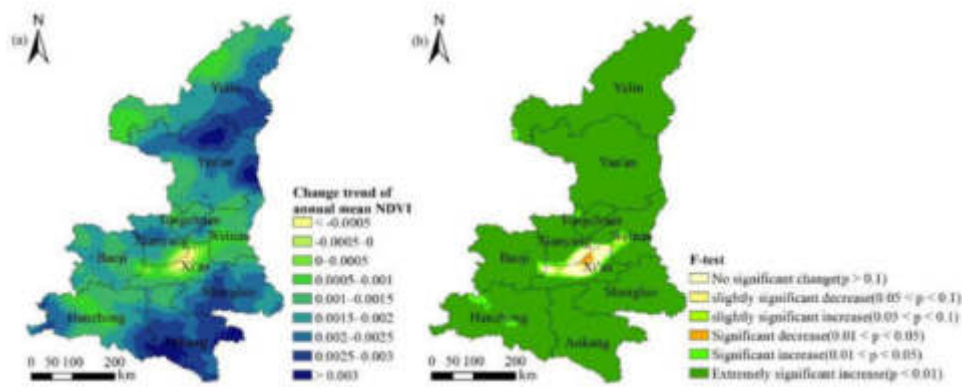 N
(a)
Yulin
Yan'an
Tongchuan
Xianyang
Weinan
Baoji
Xi'an
Shangluo
Hanzhong
Ankang
0 50 100 200
km
Change trend of
annual mean NDVI
< -0.0005
-0.0005–0
0–0.0005
0.0005–0.001
0.001–0.0015
0.0015–0.002
0.002–0.0025
0.0025–0.003
> 0.003
N
(b)
Yulin
Yan'an
Tongchuan
Xianyang
Weinan
Baoji
Xi'an
Shangluo
Hanzhong
Ankang
0 50 100 200
km
F-test
No significant change(p > 0.1)
slightly significant decrease(0.05 < p < 0.1)
slightly significant increase(0.05 < p < 0.1)
Significant decrease(0.01 < p < 0.05)
Significant increase(0.01 < p < 0.05)
Extremely significant increase(p < 0.01)